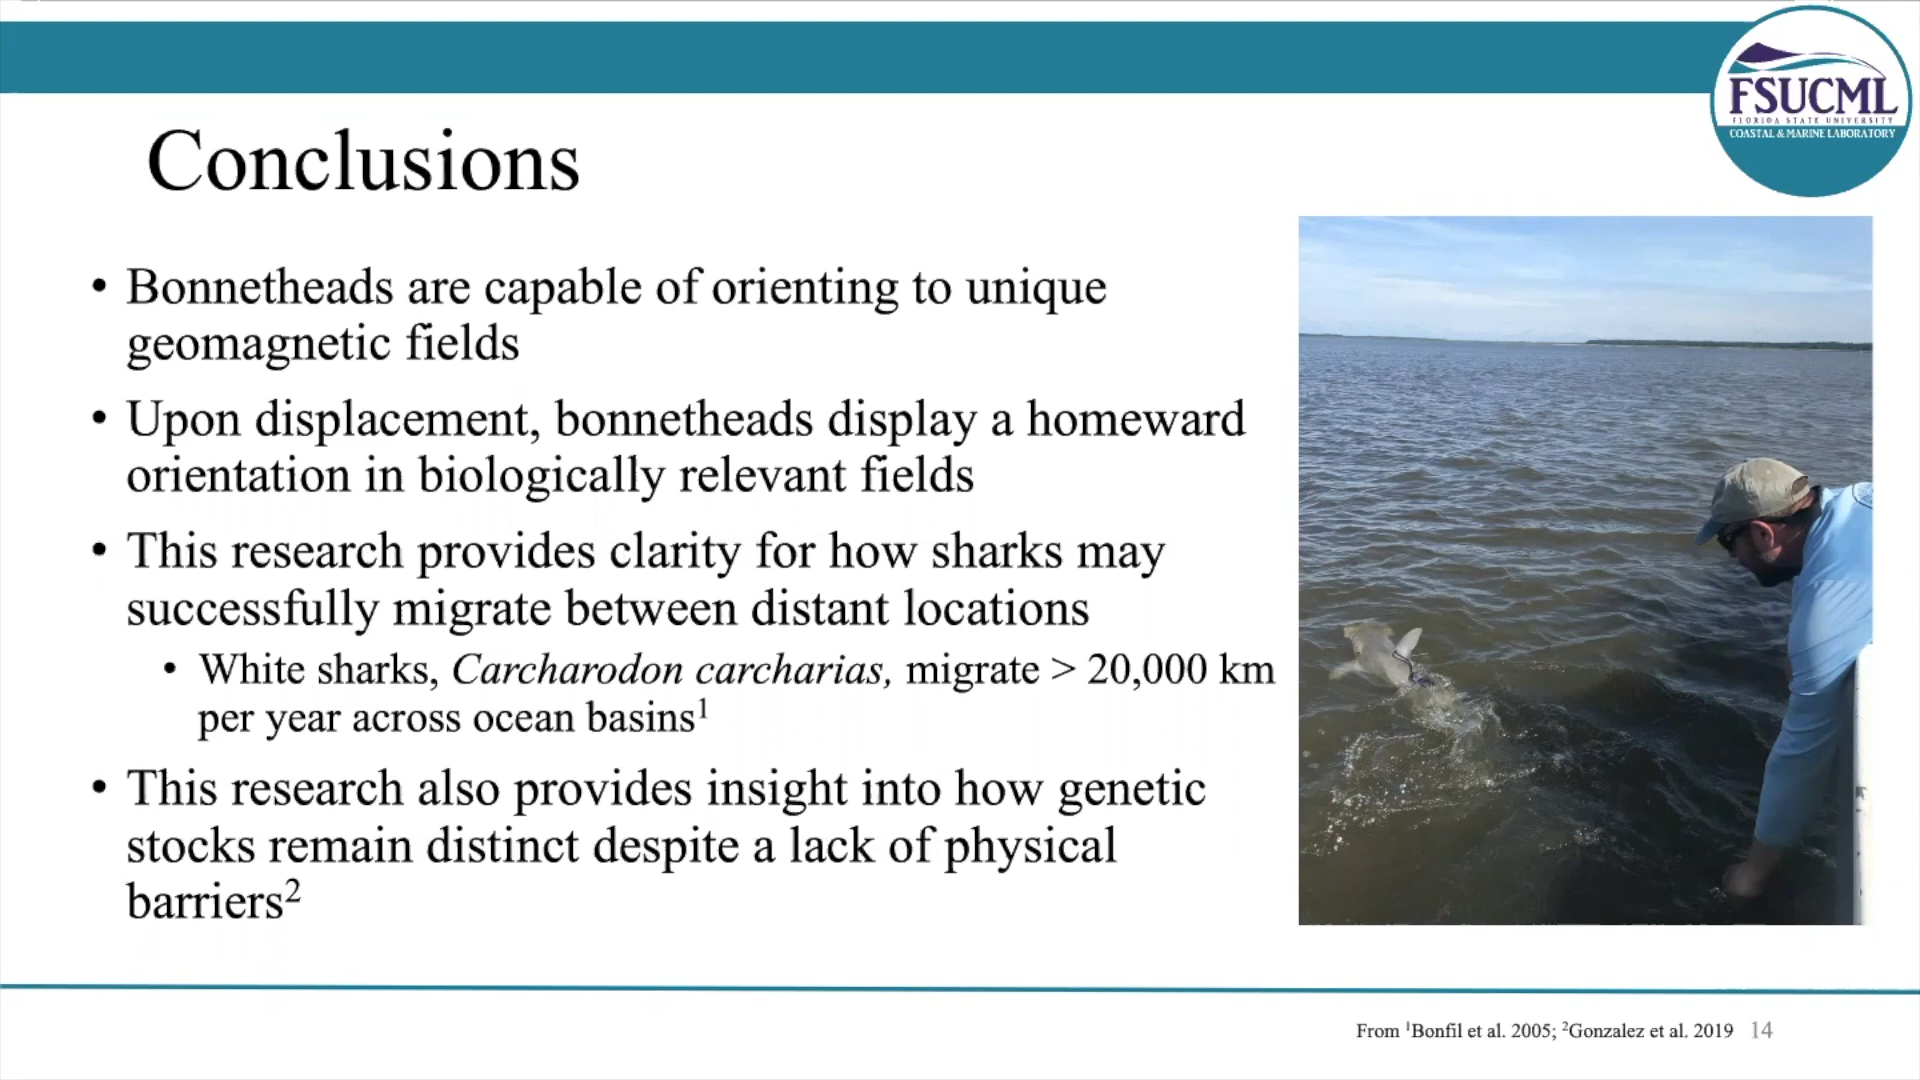 FSUCML
FLORIDA STATE UNIVERSITY
COASTAL & MARINE LABORATORY
Conclusions
• Bonnetheads are capable of orienting to unique
geomagnetic fields
• Upon displacement, bonnetheads display a homeward
orientation in biologically relevant fields
• This research provides clarity for how sharks may
successfully migrate between distant locations
• White sharks, Carcharodon carcharias, migrate > 20,000 km
per year across ocean basins¹
• This research also provides insight into how genetic
stocks remain distinct despite a lack of physical
barriers²
From ¹Bonfil et al. 2005; ²Gonzalez et al. 2019 14